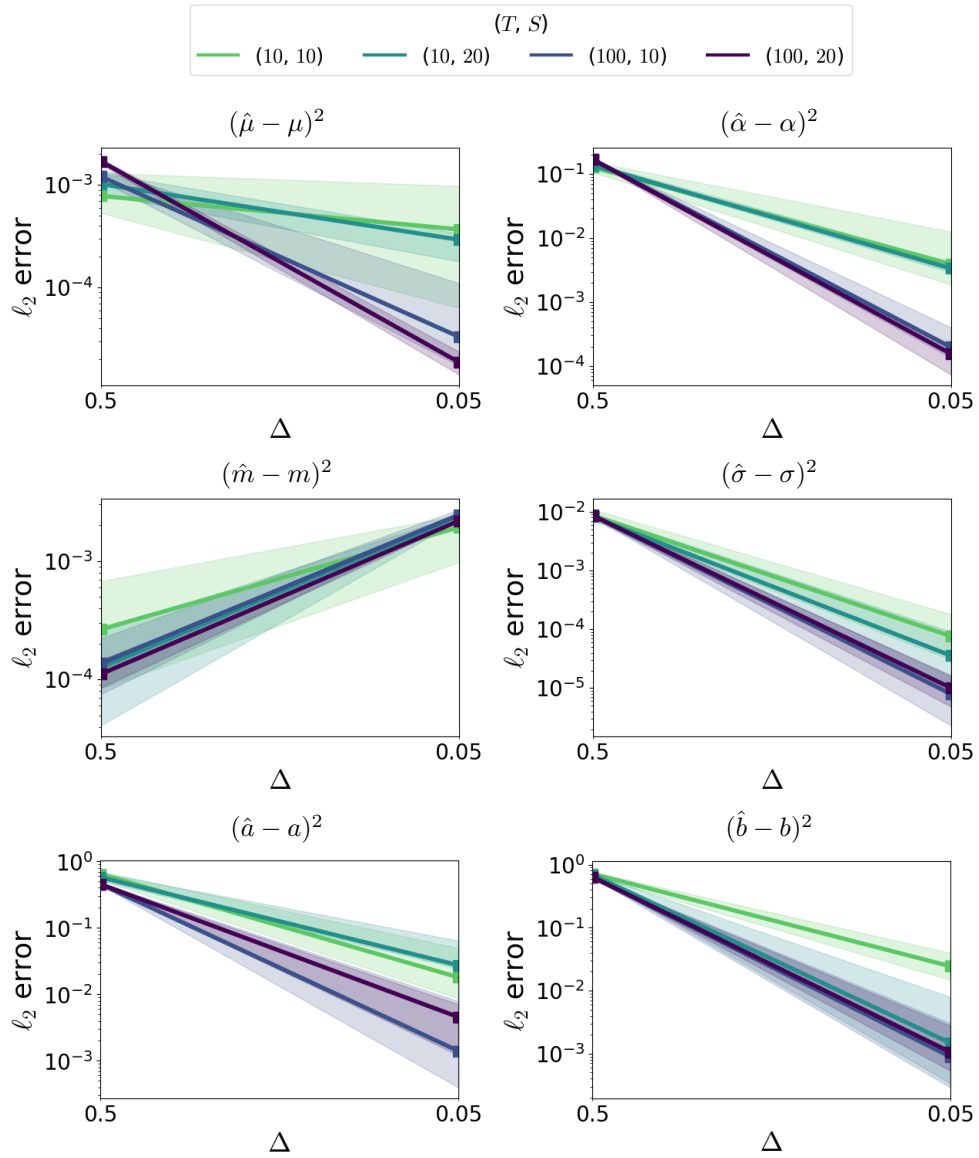 (T, S)
(10, 10) (10, 20) (100, 10) (100, 20)
(μ̂ − μ)² (α̂ − α)²
ℓ₂ error 10⁻³ 10⁻⁴ ℓ₂ error 10⁻¹ 10⁻² 10⁻³ 10⁻⁴
0.5 0.05 0.5 0.05
Δ Δ
(m̂ − m)² (σ̂ − σ)²
ℓ₂ error 10⁻³ 10⁻⁴ ℓ₂ error 10⁻² 10⁻³ 10⁻⁴ 10⁻⁵
0.5 0.05 0.5 0.05
Δ Δ
(â − a)² (b̂ − b)²
ℓ₂ error 10⁰ 10⁻¹ 10⁻² 10⁻³ ℓ₂ error 10⁰ 10⁻¹ 10⁻² 10⁻³
0.5 0.05 0.5 0.05
Δ Δ